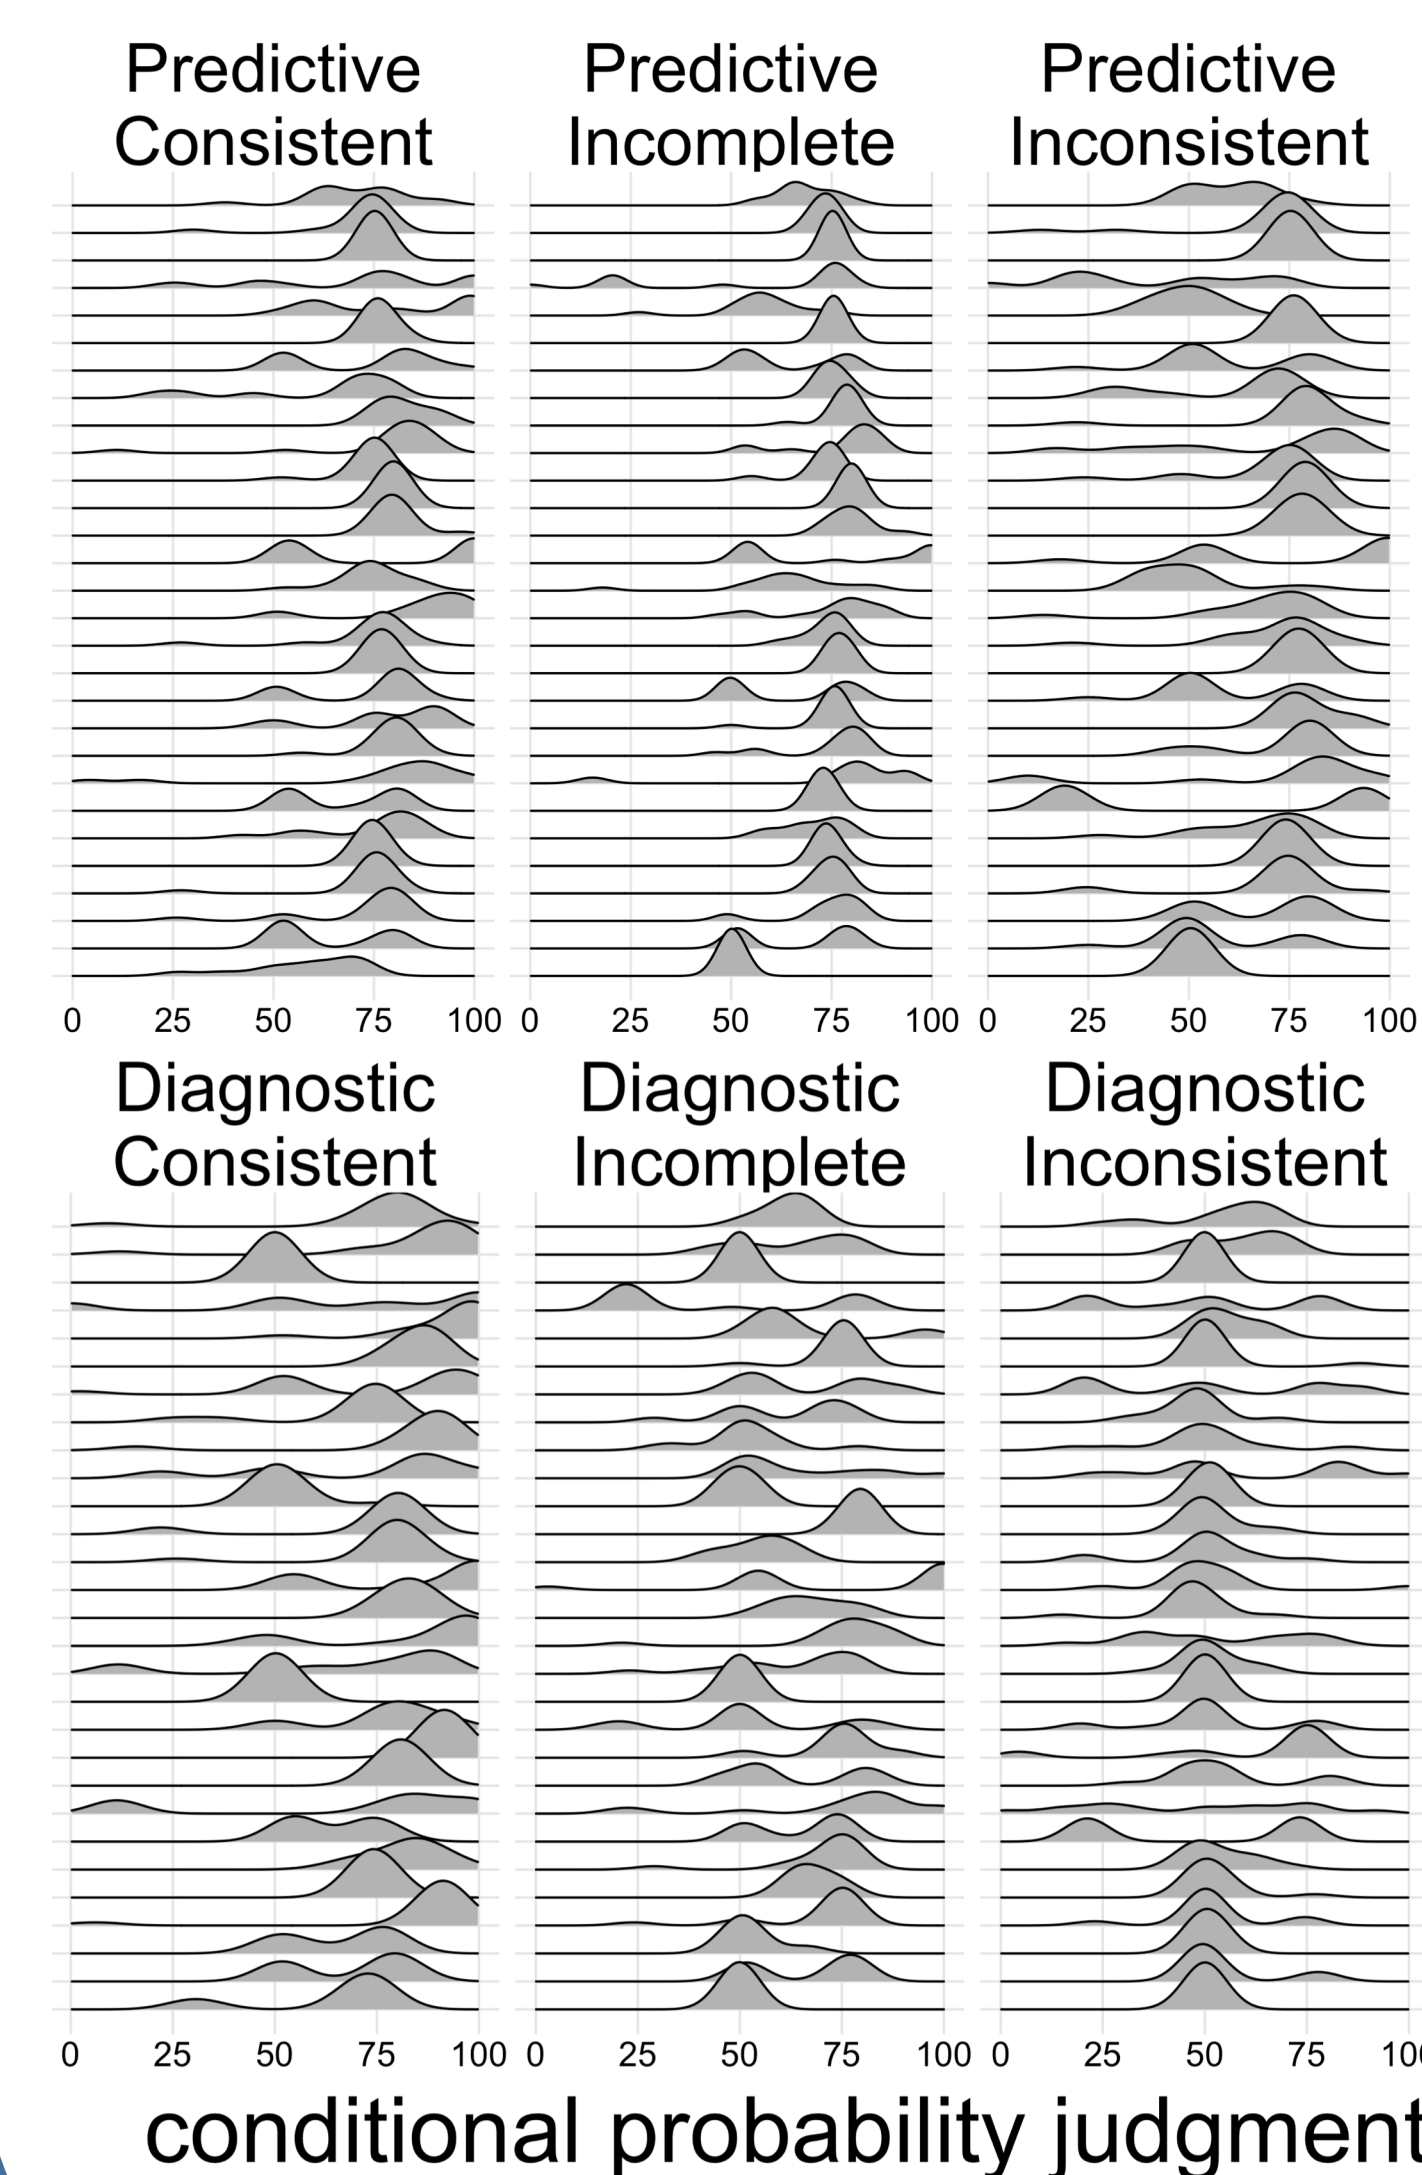 Predictive Predictive Predictive
Consistent Incomplete Inconsistent
0 25 50 75 100 0 25 50 75 100 0 25 50 75 100
Diagnostic Diagnostic Diagnostic
Consistent Incomplete Inconsistent
0 25 50 75 100 0 25 50 75 100 0 25 50 75 100
conditional probability judgment